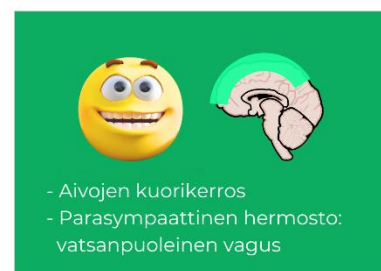 - Aivojen kuorikerros
- Parasympaattinen hermosto:
vatsanpuoleinen vagus